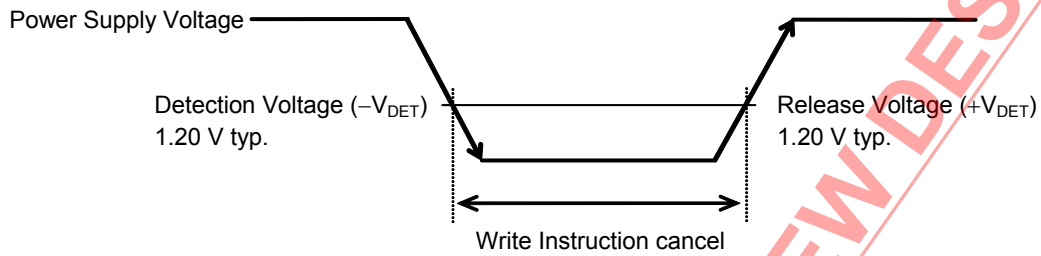 Power Supply Voltage
Detection Voltage (−VDET)
1.20 V typ.
Release Voltage (+VDET)
1.20 V typ.
Write Instruction cancel